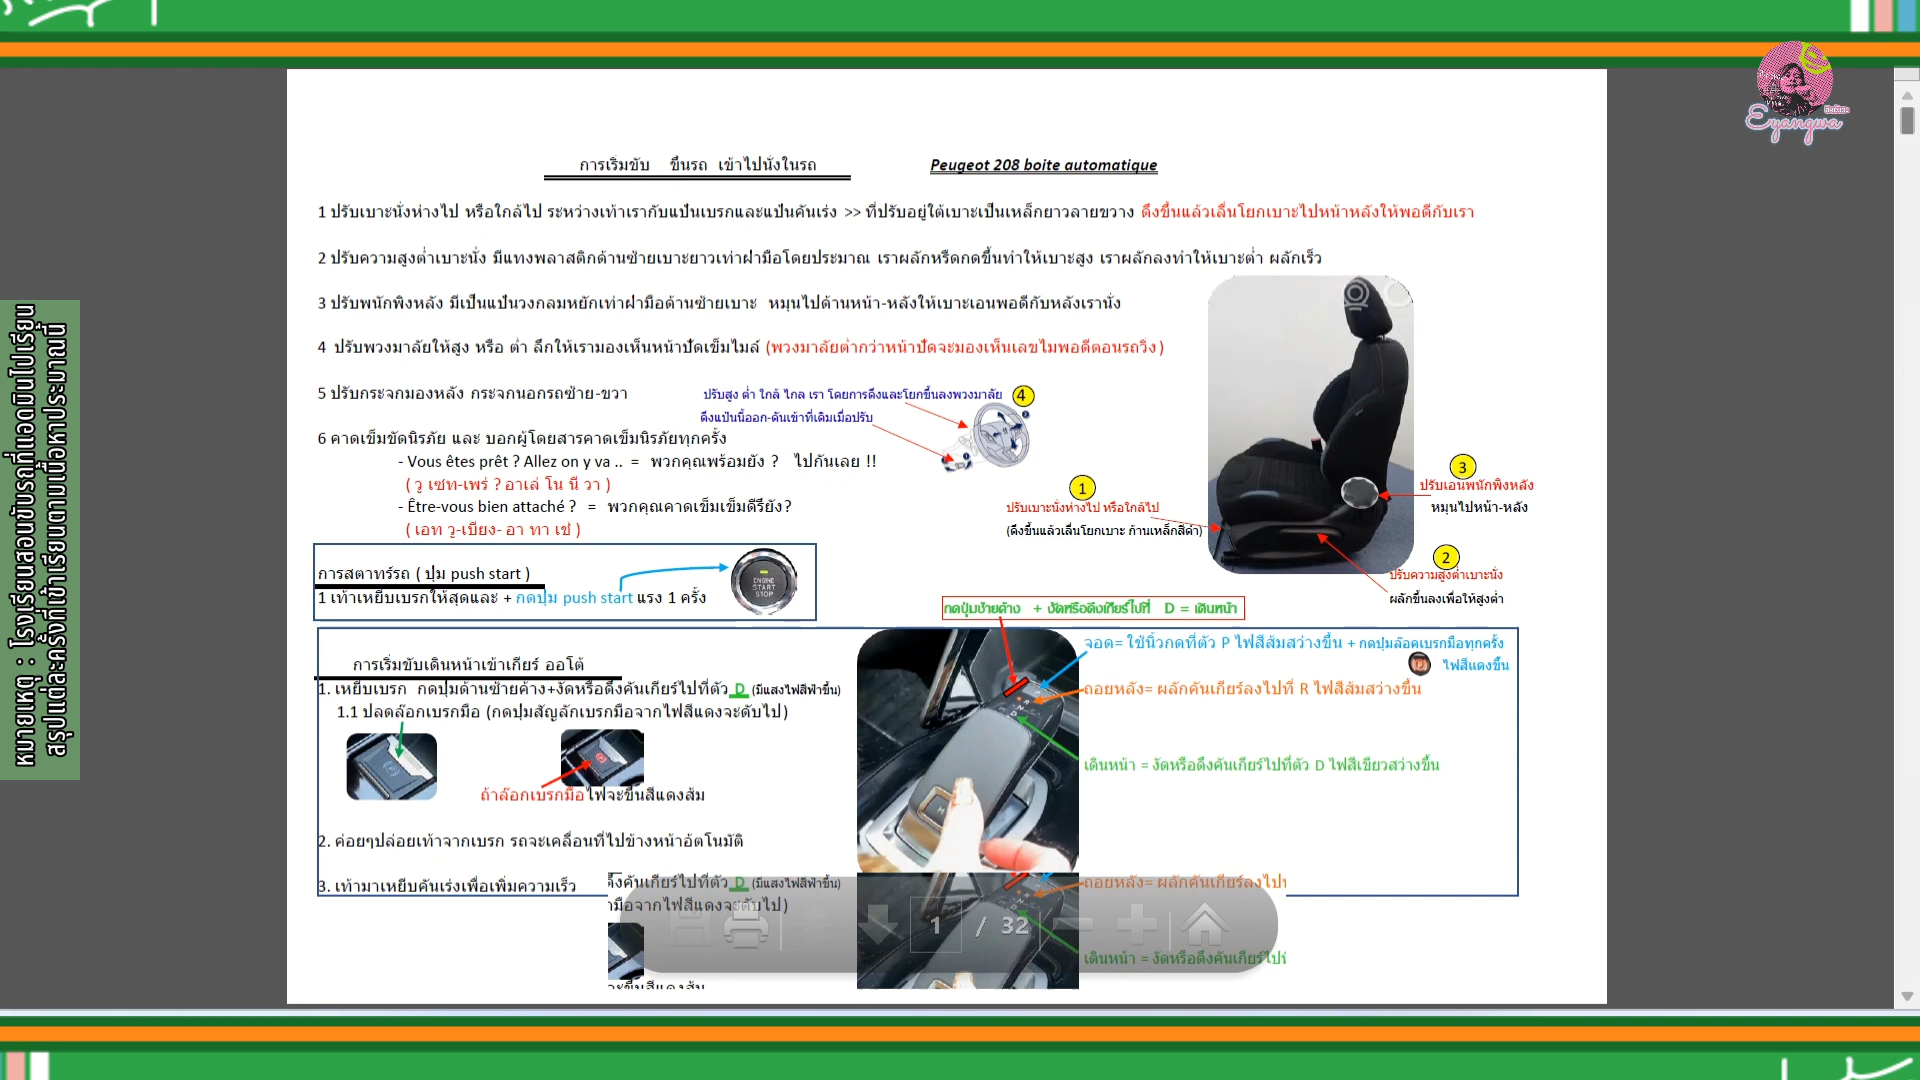 การเริ่มขับ ขึ้นรถ เข้าไปนั่งในรถ
Peugeot 208 boite automatique
1 ปรับเบาะนั่งห่างไป หรือใกล้ไป ระหว่างเท้าเรากับแป้นเบรกและแป้นคันเร่ง >> ที่ปรับอยู่ใต้เบาะเป็นเหล็กยาวลายขวาง ดึงขึ้นแล้วเลื่นโยกเบาะไปหน้าหลังให้พอดีกับเรา
2 ปรับความสูงต่ำเบาะนั่ง มีแทงพลาสติกด้านซ้ายเบาะยาวเท่าฝ่ามือโดยประมาณ เราผลักหรืดกดขึ้นทำให้เบาะสูง เราผลักลงทำให้เบาะต่ำ ผลักเร็ว
3 ปรับพนักพิงหลัง มีเป็นแป้นวงกลมหยักเท่าฝ่ามือด้านซ้ายเบาะ หมุนไปด้านหน้า-หลังให้เบาะเอนพอดีกับหลังเรานั่ง
4 ปรับพวงมาลัยให้สูง หรือ ต่ำ ลึกให้เรามองเห็นหน้าปัดเข็มไมล์ (พวงมาลัยต่ำกว่าหน้าปัดจะมองเห็นเลขไมพอดีตอนรถวิ่ง)
5 ปรับกระจกมองหลัง กระจกนอกรถซ้าย-ขวา
ปรับสูง ต่ำ ใกล้ ไกล เรา โดยการดึงและโยกขึ้นลงพวงมาลัย
4
ดึงแป้นนี้ออก-ดันเข้าที่เดิมเมื่อปรับ
6 คาดเข็มขัดนิรภัย และ บอกผู้โดยสารคาดเข็มนิรภัยทุกครั้ง
- Vous êtes prêt ? Allez on y va .. = พวกคุณพร้อมยัง ? ไปกันเลย !!
( วู เซท-เพร่ ? อาเล่ โน นี วา )
- Être-vous bien attaché ? = พวกคุณคาดเข็มเข็มดีรึยัง?
( เอท วู-เบียง- อา ทา เช่ )
1
ปรับเบาะนั่งห่างไป หรือใกล้ไป
(ดึงขึ้นแล้วเลื่นโยกเบาะ ก้านเหล็กสีดำ)
3
ปรับเอนพนักพิงหลัง
หมุนไปหน้า-หลัง
2
ปรับความสูงต่ำเบาะนั่ง
ผลักขึ้นลงเพื่อให้สูงต่ำ
การสตาทร์รถ ( ปุ่ม push start )
1 เท้าเหยียบเบรกให้สุดและ + กดปุ่ม push start แรง 1 ครั้ง
ENGINE
START
STOP
กดปุ่มซ้ายค้าง + งัดหรือดึงเกียร์ไปที่ D = เดินหน้า
การเริ่มขับเดินหน้าเข้าเกียร์ ออโต้
1. เหยียบเบรก กดปุ่มด้านซ้ายค้าง+งัดหรือดึงคันเกียร์ไปที่ตัว D (มีแสงไฟสีฟ้าขึ้น)
1.1 ปลดล๊อกเบรกมือ (กดปุ่มสัญลักเบรกมือจากไฟสีแดงจะดับไป)
ถ้าล๊อกเบรกมือไฟจะขึ้นสีแดงส้ม
2. ค่อยๆปล่อยเท้าจากเบรก รถจะเคลื่อนที่ไปข้างหน้าอัตโนมัติ
3. เท้ามาเหยียบคันเร่งเพื่อเพิ่มความเร็ว
จอด= ใช้นิ้วกดที่ตัว P ไฟสีส้มสว่างขึ้น + กดปุ่มล๊อคเบรกมือทุกครั้ง
ไฟสีแดงขึ้น
ถอยหลัง= ผลักคันเกียร์ลงไปที่ R ไฟสีส้มสว่างขึ้น
เดินหน้า = งัดหรือดึงคันเกียร์ไปที่ตัว D ไฟสีเขียวสว่างขึ้น
R
N
D
M
ดึงคันเกียร์ไปที่ตัว D (มีแสงไฟสีฟ้าขึ้น)
กมือจากไฟสีแดงจะดับไป)
ถอยหลัง= ผลักคันเกียร์ลงไป
เดินหน้า = งัดหรือดึงคันเกียร์ไป
จะขึ้นสีแดงส้ม
1 / 32
หมายเหตุ : โรงเรียนสอนขับรถที่แอดมินไปเรียน
สรุปแต่ละครั้งที่เข้าเรียนตามเนื้อหาประมาณนี้
Eyangwa